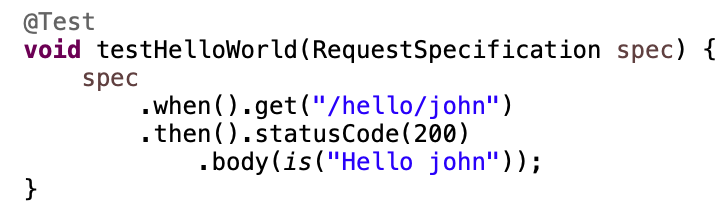 @Test
void testHelloWorld(RequestSpecification spec) {
    spec
        .when().get("/hello/john")
        .then().statusCode(200)
            .body(is("Hello john"));
}